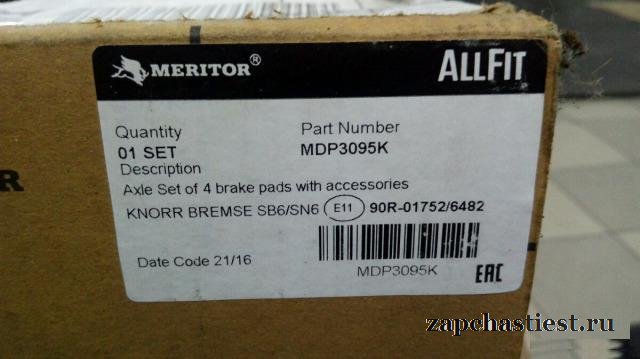 MERITOR® ALLFIT
Quantity Part Number
01 SET MDP3095K
Description
Axle Set of 4 brake pads with accessories
KNORR BREMSE SB6/SN6 E11 90R-01752/6482
Date Code 21/16 MDP3095K EAC
R
zapchastiest.ru